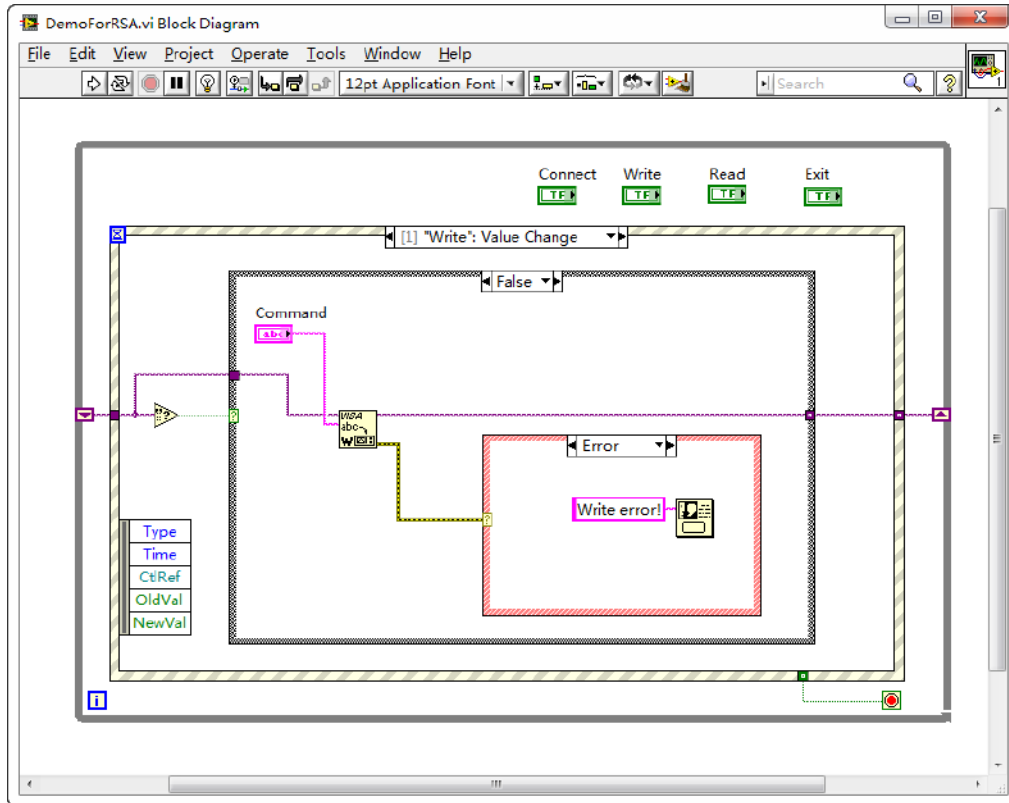 DemoForRSA.vi Block Diagram
File Edit View Project Operate Tools Window Help
12pt Application Font
Search
1
Connect Write Read Exit
TF TF TF TF
[1] "Write": Value Change
False
Command
abc
?
VISA
abc
W
Error
?
Write error!
Type
Time
CtlRef
OldVal
NewVal
i